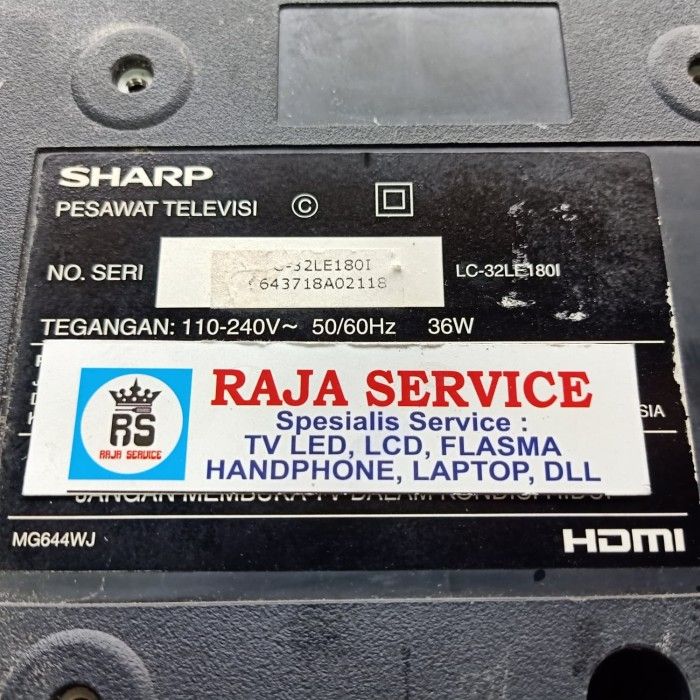 SHARP
PESAWAT TELEVISI ©
NO. SERI
C-32LE180I
643718A02118
LC-32LE180I
TEGANGAN: 110-240V~ 50/60Hz 36W
RAJA SERVICE
Spesialis Service :
TV LED, LCD, FLASMA
HANDPHONE, LAPTOP, DLL
RS
RAJA SERVICE
MG644WJ
HDMI